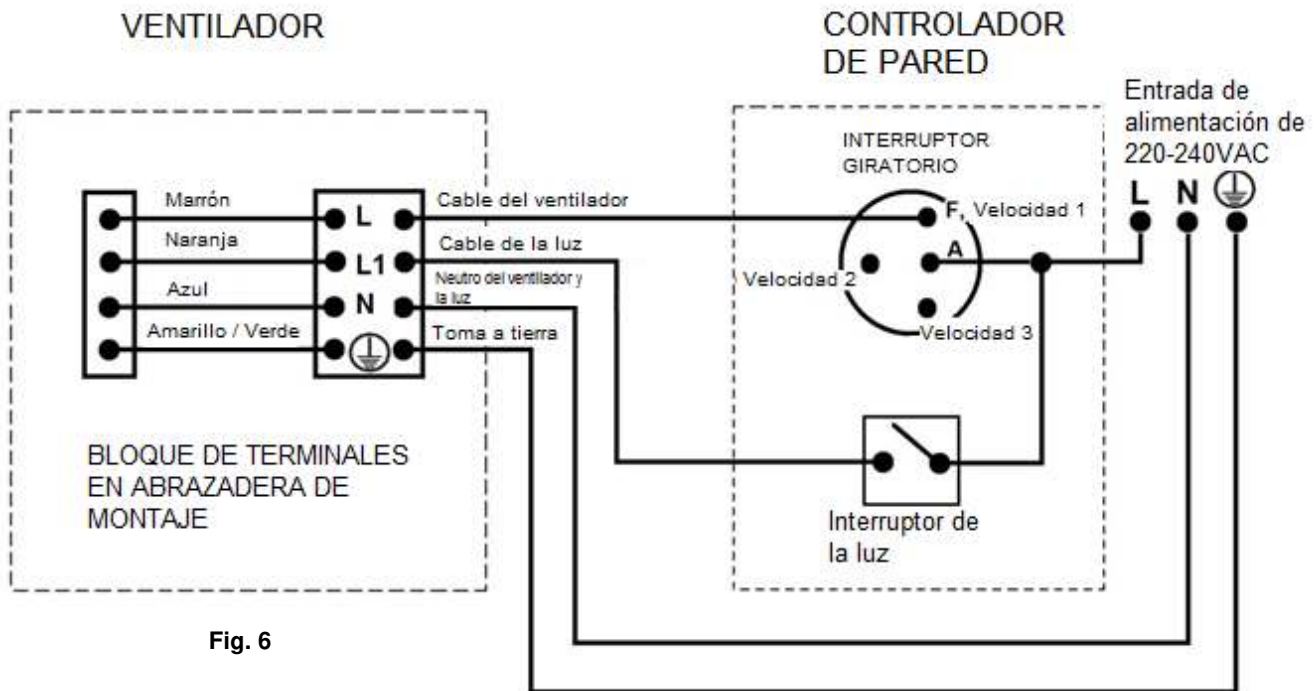 VENTILADOR
CONTROLADOR
DE PARED
Entrada de
alimentación de
220-240VAC
L N
INTERRUPTOR
GIRATORIO
F, Velocidad 1
A
Velocidad 2
Velocidad 3
Marrón
L
Cable del ventilador
Naranja
L1
Cable de la luz
Azul
N
Neutro del ventilador y
la luz
Amarillo / Verde
Toma a tierra
BLOQUE DE TERMINALES
EN ABRAZADERA DE
MONTAJE
Interruptor de
la luz
Fig. 6